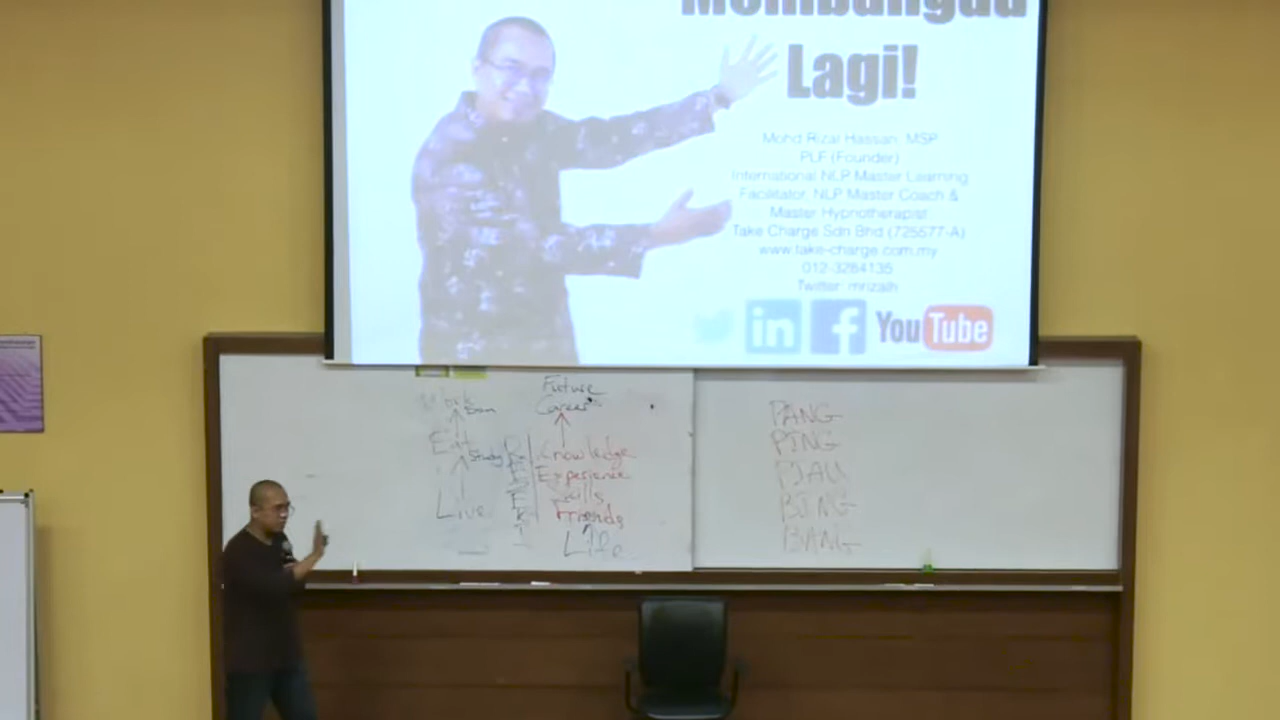 Lagi!
Mohd Rizal Hassan, MSP
PLF (Founder)
International NLP Master Learning
Facilitator, NLP Master Coach &
Master Hypnotherapist
Take Charge Sdn Bhd (725577-A)
www.take-charge.com.my
012-3284135
Twitter: mrizalh
in f YouTube
Future
Career
Exit
Study
Live
Knowledge
Experience
Skills
Friends
Life
PANG
PING
PIAU
BING
BANG